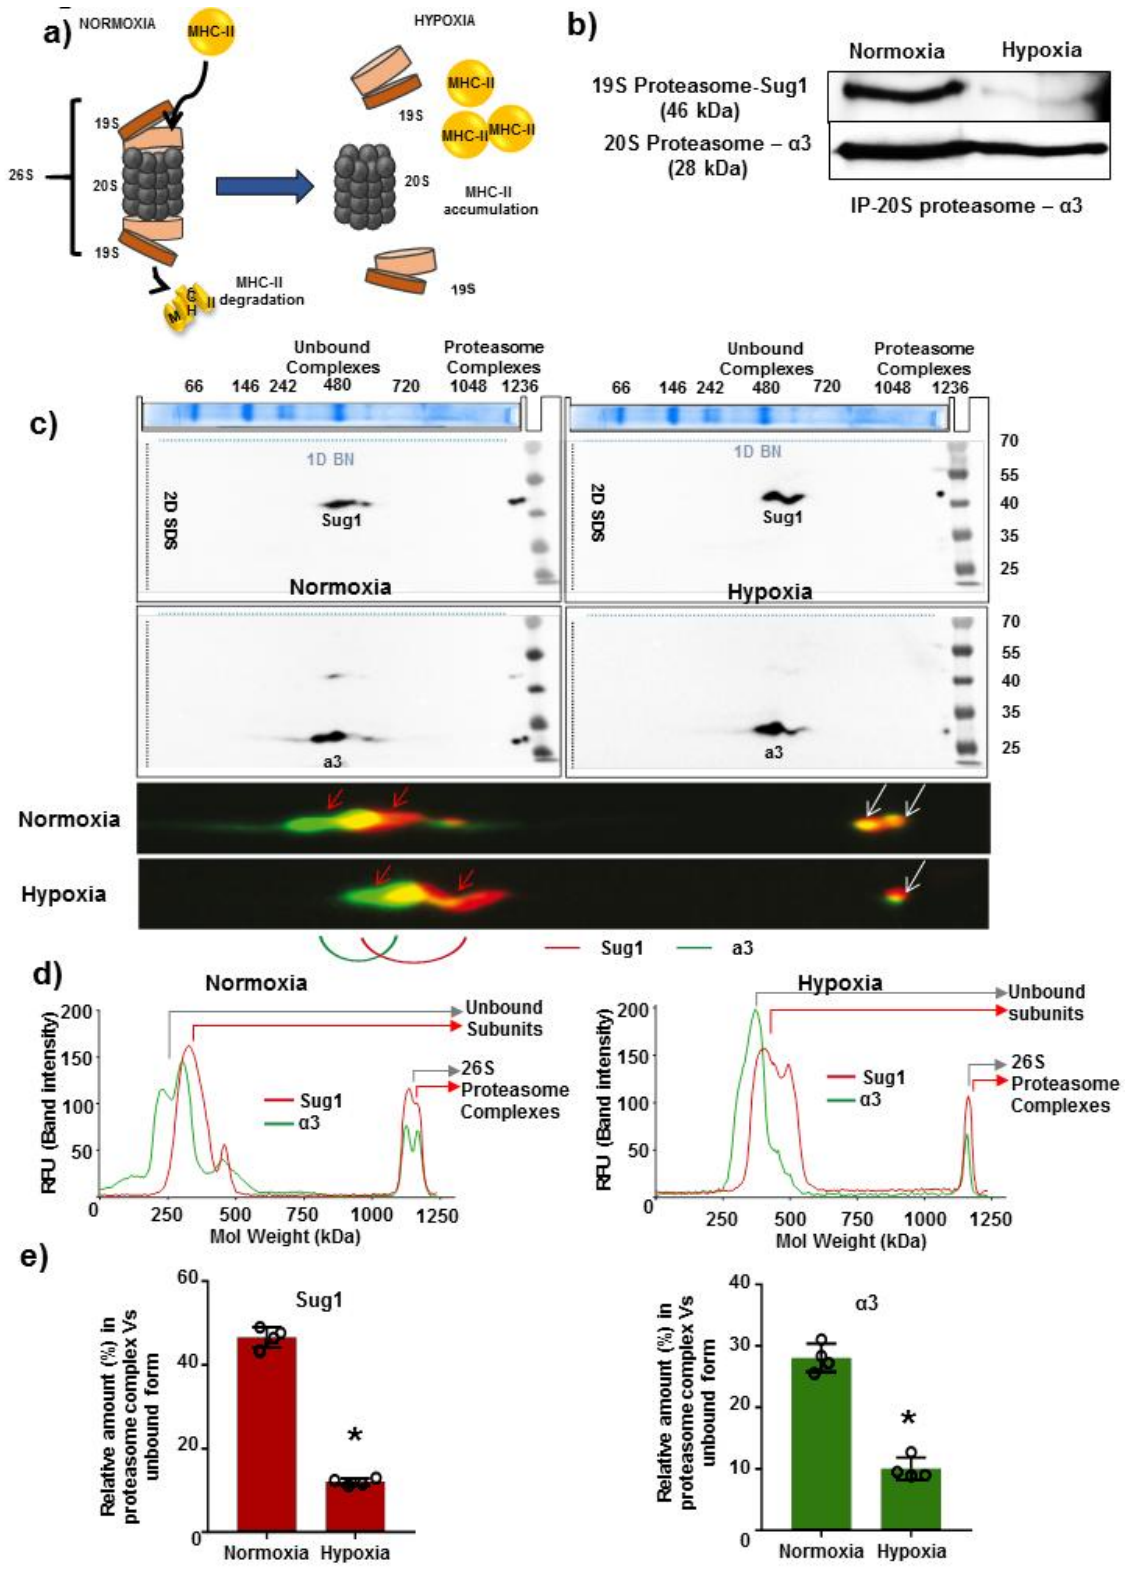 a)
NORMOXIA
MHC-II
HYPOXIA
MHC-II
MHC-II
MHC-II
19S
19S
26S
20S
20S
MHC-II
accumulation
19S
19S
MHC-II
degradation
M
C
H
II
b)
Normoxia
Hypoxia
19S Proteasome-Sug1
(46 kDa)
20S Proteasome – α3
(28 kDa)
IP-20S proteasome – α3
c)
Unbound
Complexes
Proteasome
Complexes
66
146
242
480
720
1048
1236
Unbound
Complexes
Proteasome
Complexes
66
146
242
480
720
1048
1236
1D BN
2D SDS
Sug1
Normoxia
1D BN
2D SDS
Sug1
Hypoxia
70
55
40
35
25
a3
a3
70
55
40
35
25
Normoxia
Hypoxia
Sug1
a3
d)
Normoxia
RFU (Band intensity)
200
150
100
50
0
250
500
750
1000
1250
Mol Weight (kDa)
Unbound
Subunits
Sug1
α3
26S
Proteasome
Complexes
Hypoxia
RFU (Band intensity)
200
150
100
50
0
0
250
500
750
1000
1250
Mol Weight (kDa)
Unbound
subunits
Sug1
α3
26S
Proteasome
Complexes
e)
Sug1
Relative amount (%) in
proteasome complex Vs
unbound form
60
40
20
0
*
Normoxia
Hypoxia
α3
Relative amount (%) in
proteasome complex Vs
unbound form
40
30
20
10
0
*
Normoxia
Hypoxia